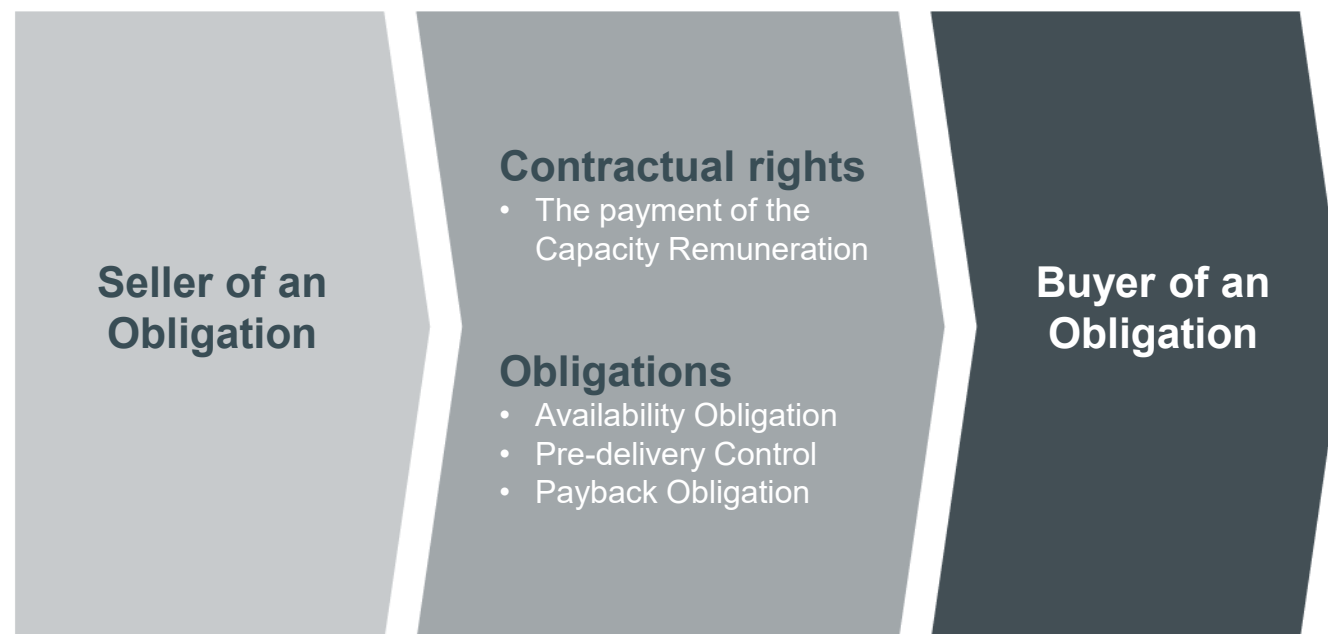 Seller of an
Obligation
Contractual rights
• The payment of the
Capacity Remuneration
Obligations
• Availability Obligation
• Pre-delivery Control
• Payback Obligation
Buyer of an
Obligation